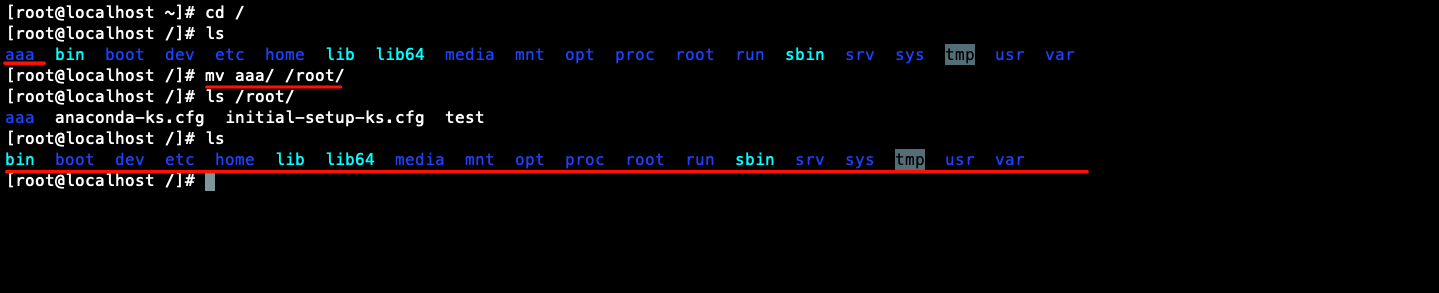 [root@localhost ~]# cd /
[root@localhost /]# ls
aaa  bin  boot  dev  etc  home  lib  lib64  media  mnt  opt  proc  root  run  sbin  srv  sys  tmp  usr  var
[root@localhost /]# mv aaa/ /root/
[root@localhost /]# ls /root/
aaa  anaconda-ks.cfg  initial-setup-ks.cfg  test
[root@localhost /]# ls
bin  boot  dev  etc  home  lib  lib64  media  mnt  opt  proc  root  run  sbin  srv  sys  tmp  usr  var
[root@localhost /]#